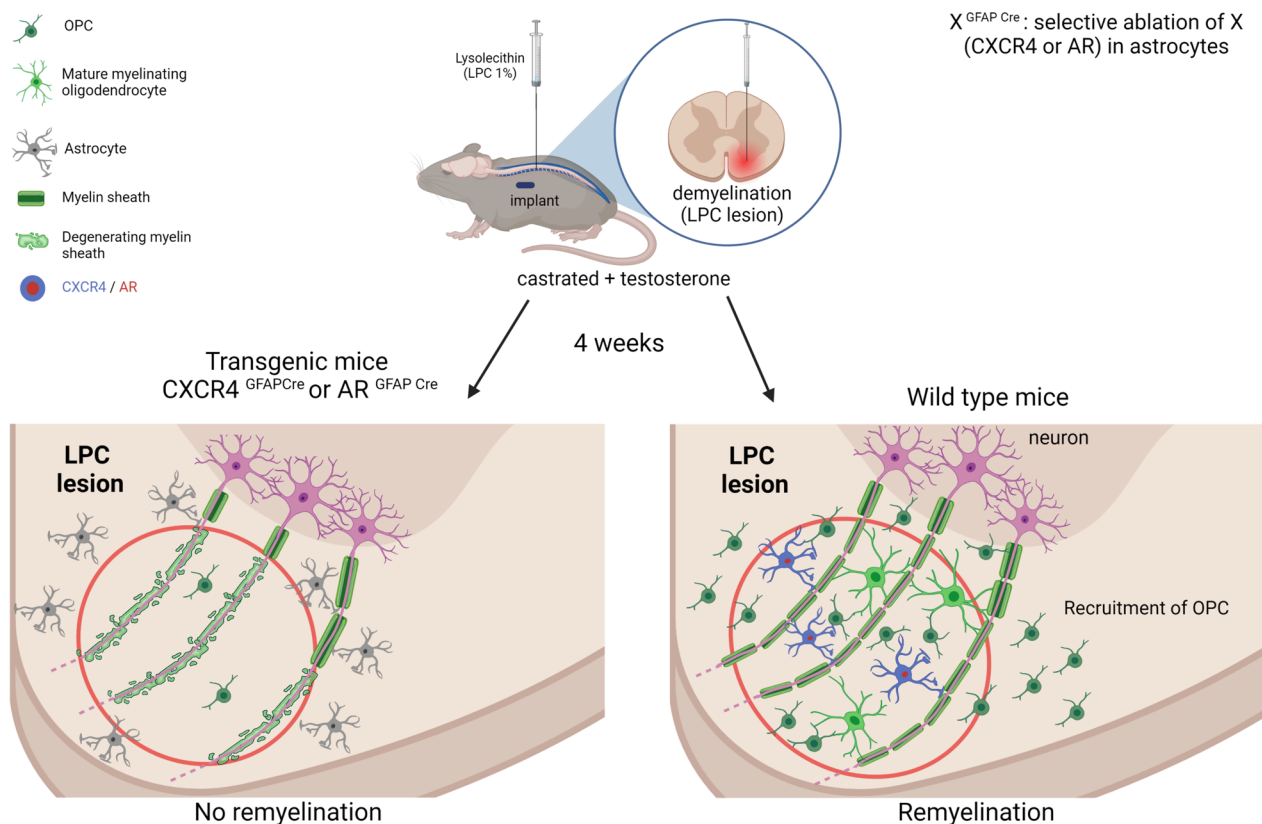 OPC
Mature myelinating
oligodendrocyte
Astrocyte
Myelin sheath
Degenerating myelin
sheath
CXCR4 / AR
Lysolecithin
(LPC 1%)
implant
demyelination
(LPC lesion)
X GFAP Cre : selective ablation of X
(CXCR4 or AR) in astrocytes
castrated + testosterone
4 weeks
Transgenic mice
CXCR4 GFAPCre or AR GFAP Cre
Wild type mice
LPC
lesion
No remyelination
LPC
lesion
neuron
Recruitment of OPC
Remyelination